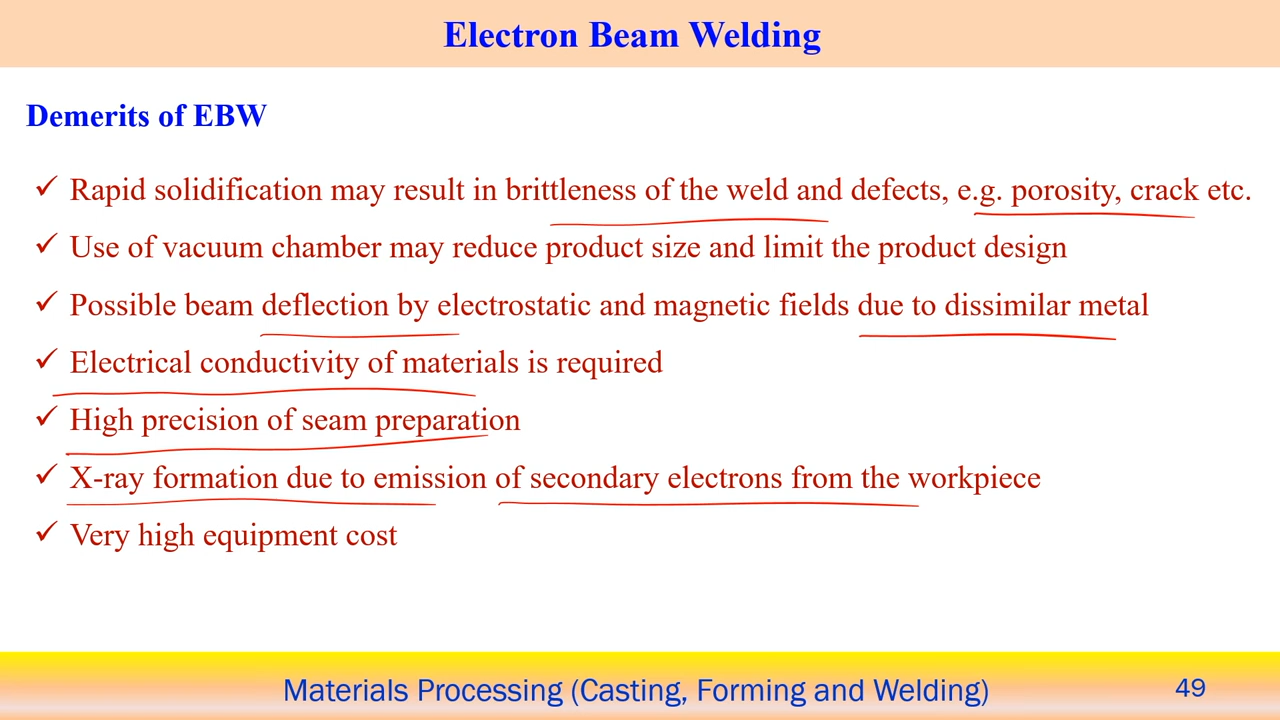 Electron Beam Welding
Demerits of EBW
✓ Rapid solidification may result in brittleness of the weld and defects, e.g. porosity, crack etc.
✓ Use of vacuum chamber may reduce product size and limit the product design
✓ Possible beam deflection by electrostatic and magnetic fields due to dissimilar metal
✓ Electrical conductivity of materials is required
✓ High precision of seam preparation
✓ X-ray formation due to emission of secondary electrons from the workpiece
✓ Very high equipment cost
Materials Processing (Casting, Forming and Welding)
49